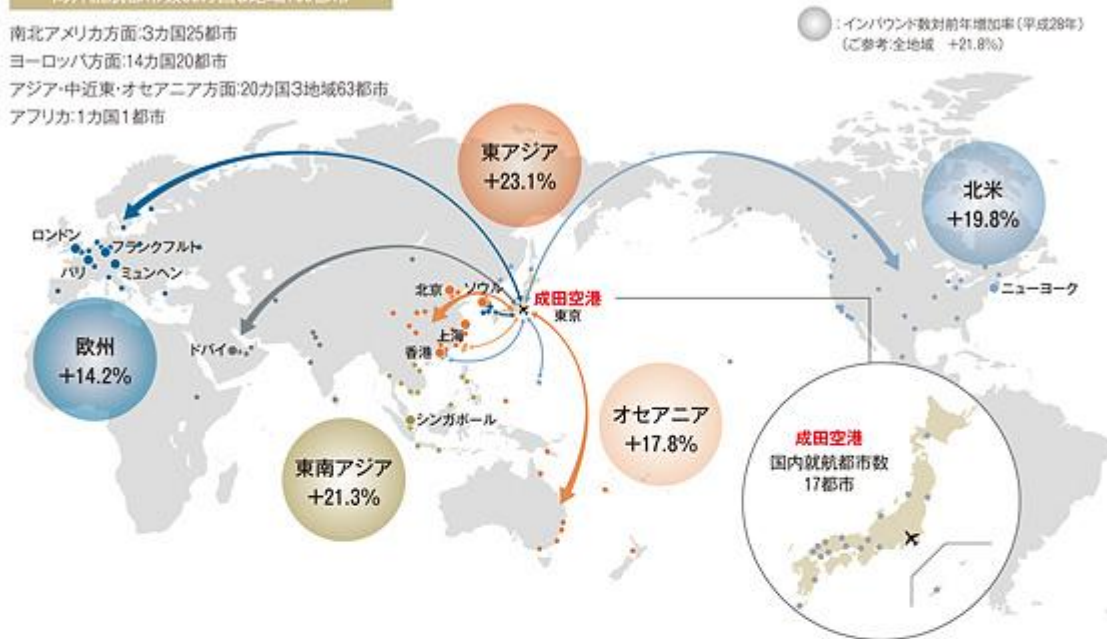 南北アメリカ方面:3カ国25都市
ヨーロッパ方面:14カ国20都市
アジア・中近東・オセアニア方面:20カ国3地域63都市
アフリカ:1カ国1都市
:インバウンド数対前年増加率(平成28年)
(ご参考:全地域 +21.8%)
東アジア
+23.1%
北米
+19.8%
ロンドン
フランクフルト
パリ
ミュンヘン
北京
ソウル
成田空港
東京
ニューヨーク
上海
香港
ドバイ
欧州
+14.2%
シンガポール
オセアニア
+17.8%
東南アジア
+21.3%
成田空港
国内就航都市数
17都市